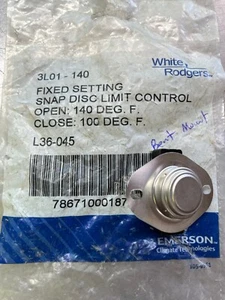 White
Rodgers
3L01 - 140
FIXED SETTING
SNAP DISC LIMIT CONTROL
OPEN: 140 DEG. F.
CLOSE: 100 DEG. F.
L36-045
Mount
78671000187
EMERSON
Climate Technologies